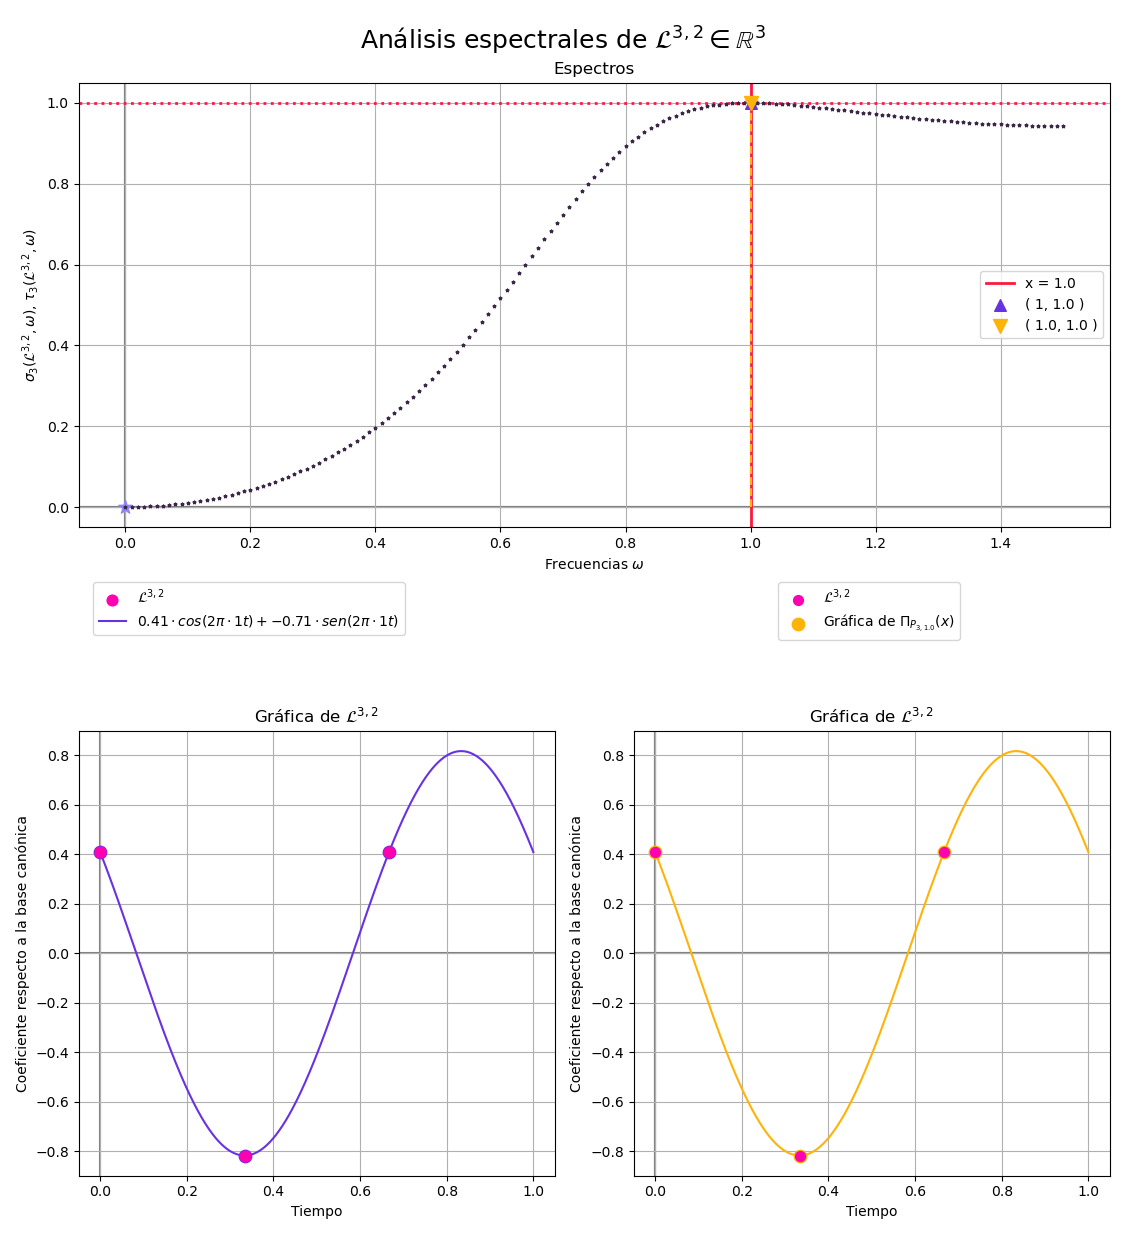 Análisis espectrales de 𝓛^{3,2} ∈ ℝ^3
Espectros
σ_3(𝓛^{3,2}, ω), τ_3(𝓛^{3,2}, ω)
1.0
0.8
0.6
0.4
0.2
0.0
x = 1.0
( 1, 1.0 )
( 1.0, 1.0 )
0.0 0.2 0.4 0.6 0.8 1.0 1.2 1.4
Frecuencias ω
𝓛^{3,2}
0.41 · cos(2π · 1t) + −0.71 · sen(2π · 1t)
𝓛^{3,2}
Gráfica de Π_{P_{3, 1.0}}(x)
Gráfica de 𝓛^{3,2}
Coeficiente respecto a la base canónica
0.8
0.6
0.4
0.2
0.0
−0.2
−0.4
−0.6
−0.8
0.0 0.2 0.4 0.6 0.8 1.0
Tiempo
Gráfica de 𝓛^{3,2}
Coeficiente respecto a la base canónica
0.8
0.6
0.4
0.2
0.0
−0.2
−0.4
−0.6
−0.8
0.0 0.2 0.4 0.6 0.8 1.0
Tiempo